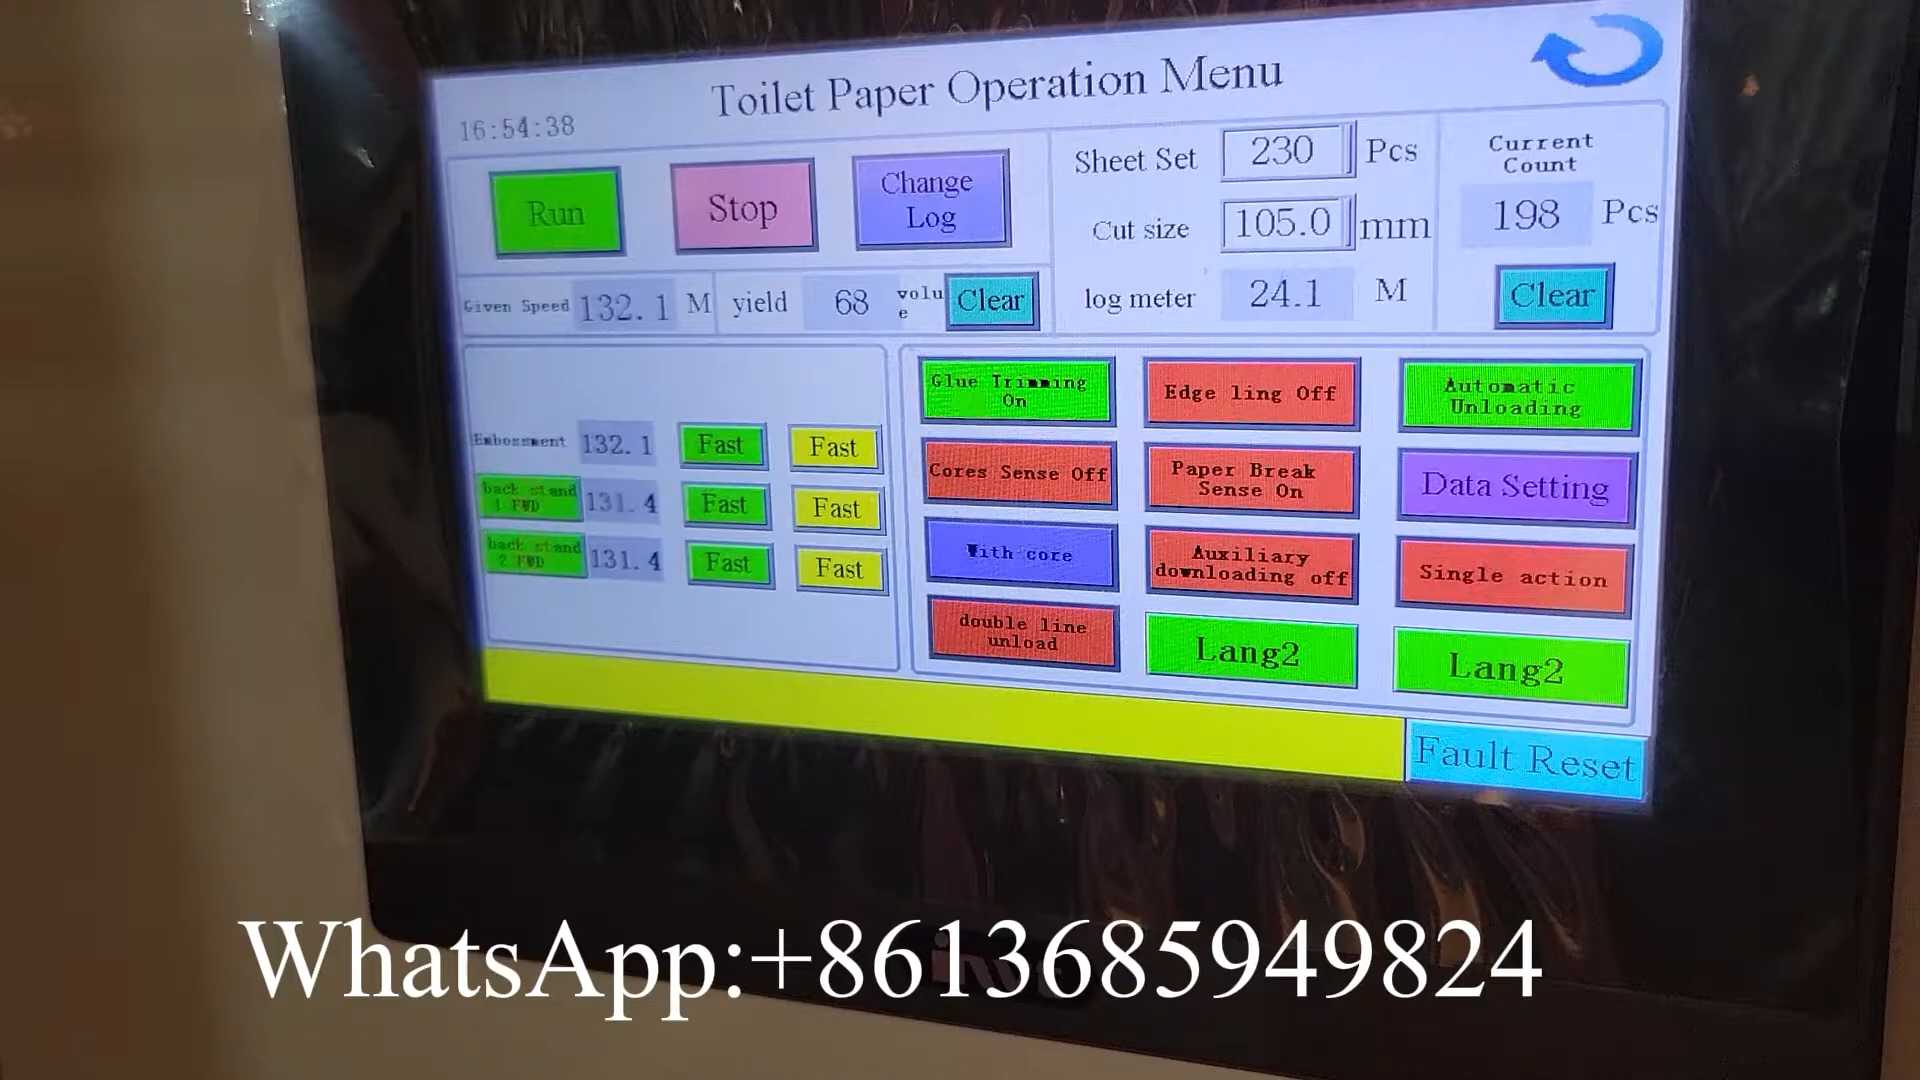 Toilet Paper Operation Menu
16:54:38
Run
Stop
Change
Log
Sheet Set 230 Pcs
Cut size 105.0 mm
log meter 24.1 M
Current
Count
198 Pcs
Clear
Given Speed 132.1 M
yield 68 volu
e
Clear
Embossment 132.1 Fast Fast
back stand
1 FWD
131.4 Fast Fast
back stand
2 FWD
131.4 Fast Fast
Glue Trimming
On
Edge ling Off
Automatic
Unloading
Cores Sense Off
Paper Break
Sense On
Data Setting
With core
Auxiliary
downloading off
Single action
double line
unload
Lang2
Lang2
Fault Reset
WhatsApp:+8613685949824